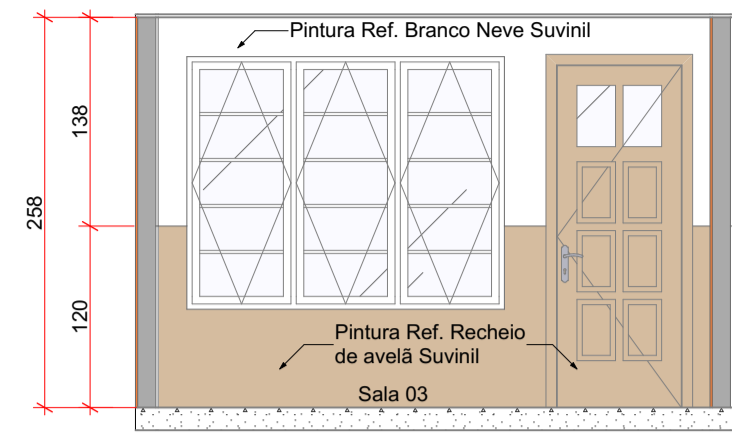 Pintura Ref. Branco Neve Suvinil
138
258
120
Pintura Ref. Recheio
de avelã Suvinil
Sala 03